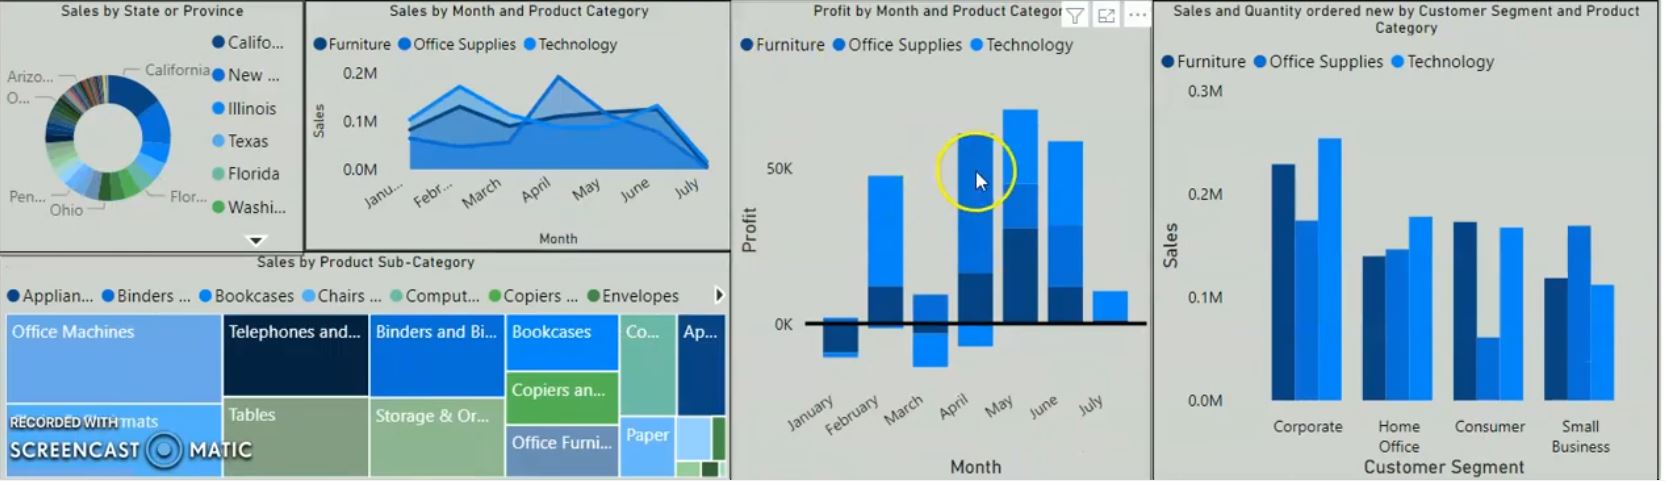 Sales by State or Province
Califo...
New ...
Illinois
Texas
Florida
Washi...
California
Arizo...
O...
Pen...
Ohio
Flor...
Sales by Month and Product Category
Furniture Office Supplies Technology
0.2M
0.1M
0.0M
Sales
Janu... Febr... March April May June July
Month
Sales by Product Sub-Category
Applian... Binders ... Bookcases Chairs ... Comput... Copiers ... Envelopes
Office Machines
Telephones and...
Binders and Bi...
Bookcases
Co...
Ap...
Copiers an...
Tables
Storage & Or...
Office Furni...
Paper
mats
RECORDED WITH
SCREENCAST MATIC
Profit by Month and Product Categor
Furniture Office Supplies Technology
50K
0K
Profit
January February March April May June July
Month
Sales and Quantity ordered new by Customer Segment and Product
Category
Furniture Office Supplies Technology
0.3M
0.2M
0.1M
0.0M
Sales
Corporate Home Office Consumer Small Business
Customer Segment